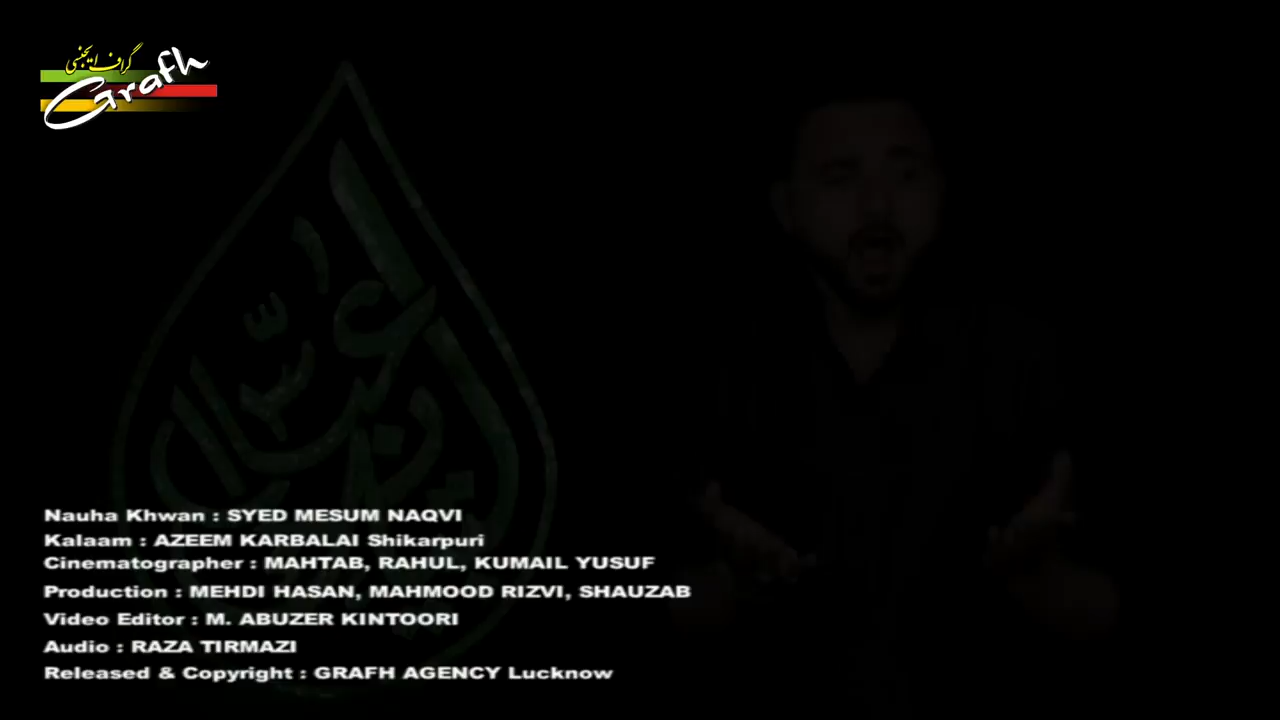 گراف ایجنسی
Grafh
Nauha Khwan : SYED MESUM NAQVI
Kalaam : AZEEM KARBALAI Shikarpuri
Cinematographer : MAHTAB, RAHUL, KUMAIL YUSUF
Production : MEHDI HASAN, MAHMOOD RIZVI, SHAUZAB
Video Editor : M. ABUZER KINTOORI
Audio : RAZA TIRMAZI
Released & Copyright : GRAFH AGENCY Lucknow